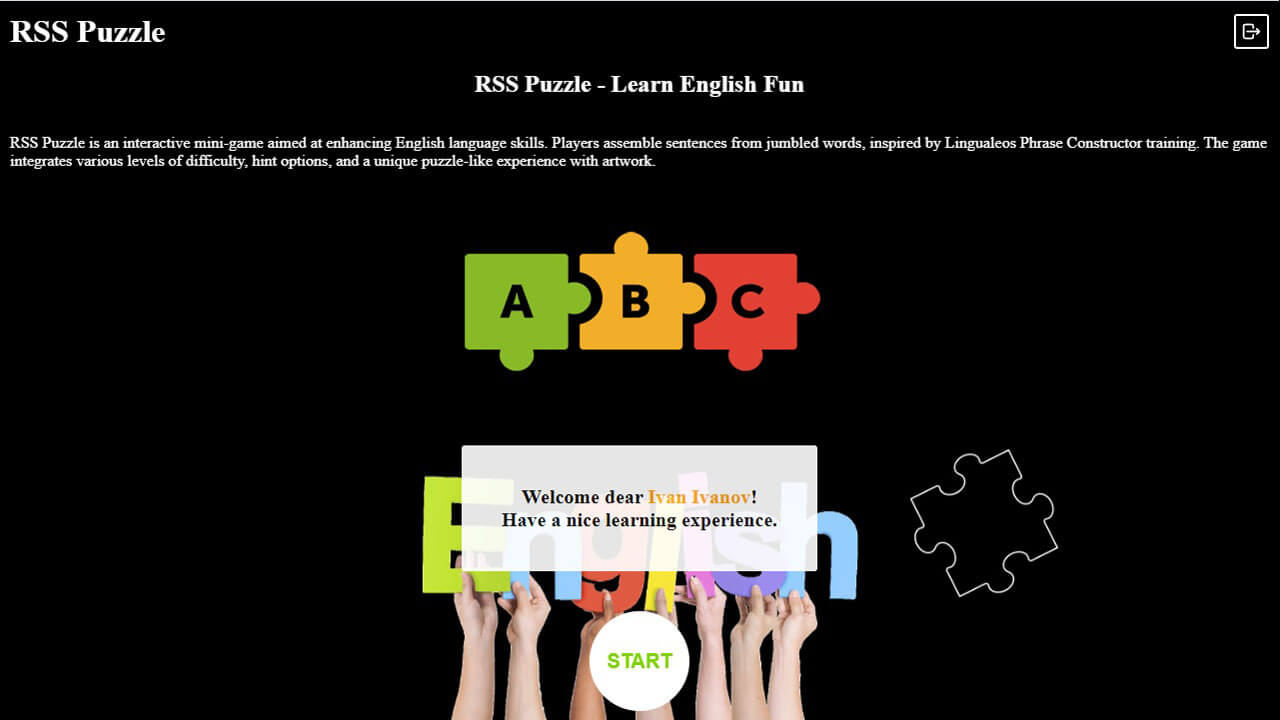 RSS Puzzle
RSS Puzzle - Learn English Fun
RSS Puzzle is an interactive mini-game aimed at enhancing English language skills. Players assemble sentences from jumbled words, inspired by Lingualeos Phrase Constructor training. The game
integrates various levels of difficulty, hint options, and a unique puzzle-like experience with artwork.
A B C
Welcome dear Ivan Ivanov!
Have a nice learning experience.
English
START